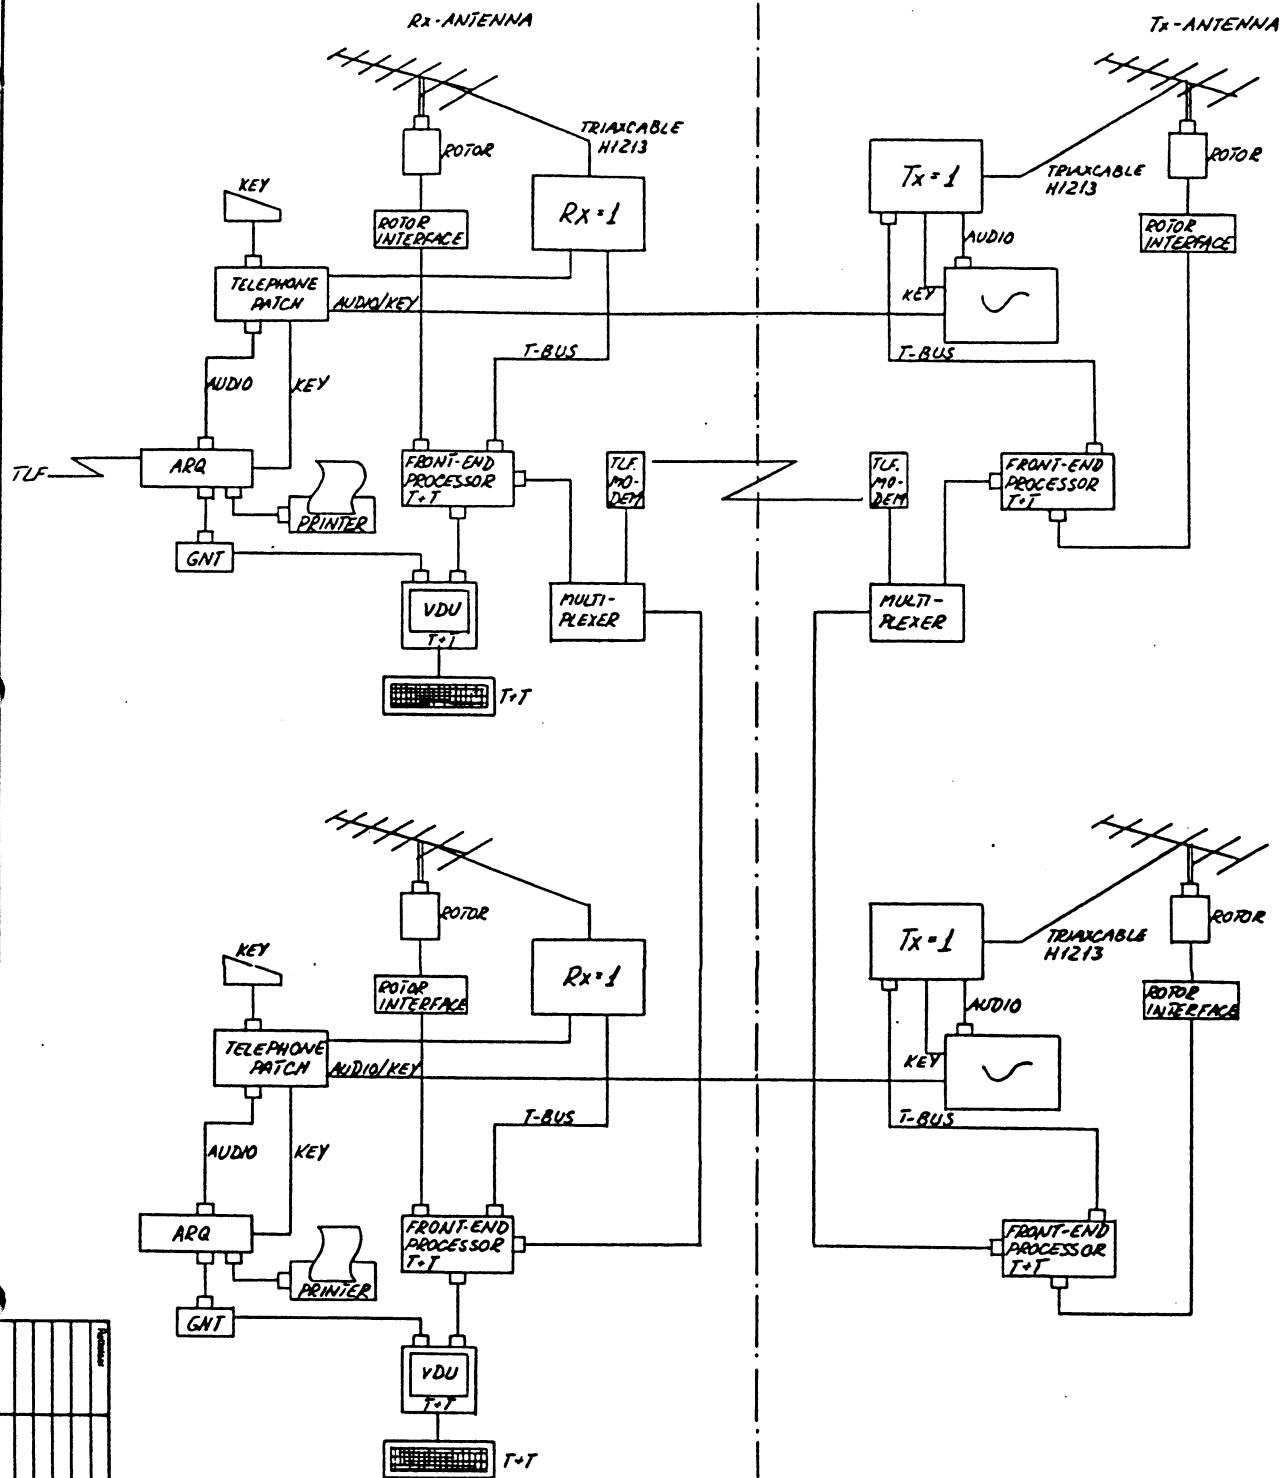 Rx-ANTENNA
Tx-ANTENNA
TRIAXCABLE
H1213
ROTOR
KEY
Rx=1
ROTOR
INTERFACE
TELEPHONE
PATCH
AUDIO/KEY
T-BUS
AUDIO
KEY
TLF
ARQ
PRINTER
GNT
FRONT-END
PROCESSOR
T+T
TLF.
MO-
DEM
MULTI-
PLEXER
VDU
T+T
T+T
Tx=1
TRIAXCABLE
H1213
ROTOR
ROTOR
INTERFACE
AUDIO
KEY
T-BUS
TLF.
MO-
DEM
FRONT-END
PROCESSOR
T+T
MULTI-
PLEXER
ROTOR
KEY
Rx=1
ROTOR
INTERFACE
TELEPHONE
PATCH
AUDIO/KEY
T-BUS
AUDIO
KEY
ARQ
PRINTER
GNT
FRONT-END
PROCESSOR
T+T
VDU
T+T
T+T
Tx=1
TRIAXCABLE
H1213
ROTOR
ROTOR
INTERFACE
AUDIO
KEY
T-BUS
FRONT-END
PROCESSOR
T+T